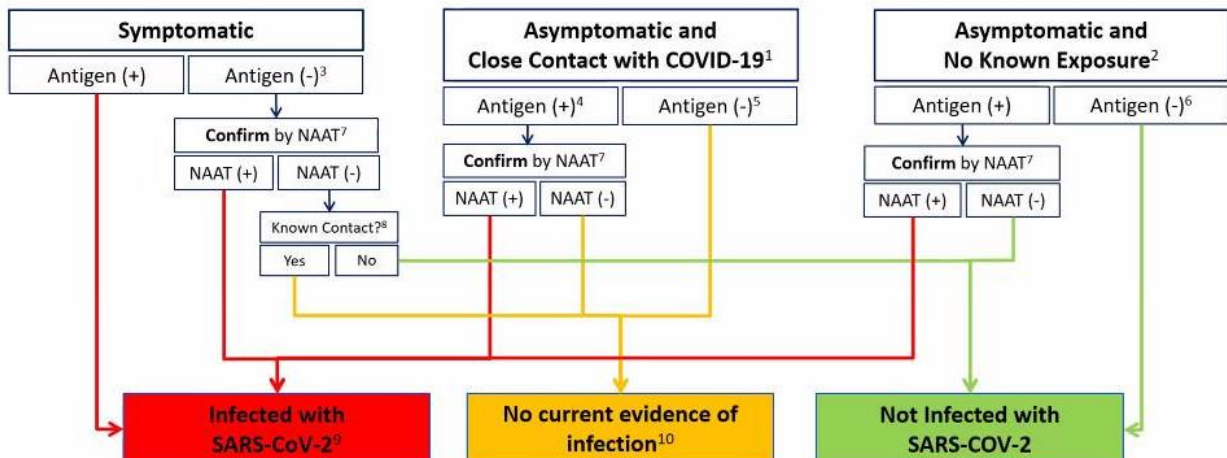 Symptomatic
Antigen (+)
Antigen (-)³
Confirm by NAAT⁷
NAAT (+)
NAAT (-)
Known Contact?⁸
Yes
No
Asymptomatic and
Close Contact with COVID-19¹
Antigen (+)⁴
Antigen (-)⁵
Confirm by NAAT⁷
NAAT (+)
NAAT (-)
Asymptomatic and
No Known Exposure²
Antigen (+)
Antigen (-)⁶
Confirm by NAAT⁷
NAAT (+)
NAAT (-)
Infected with
SARS-CoV-2⁹
No current evidence of
infection¹⁰
Not Infected with
SARS-COV-2